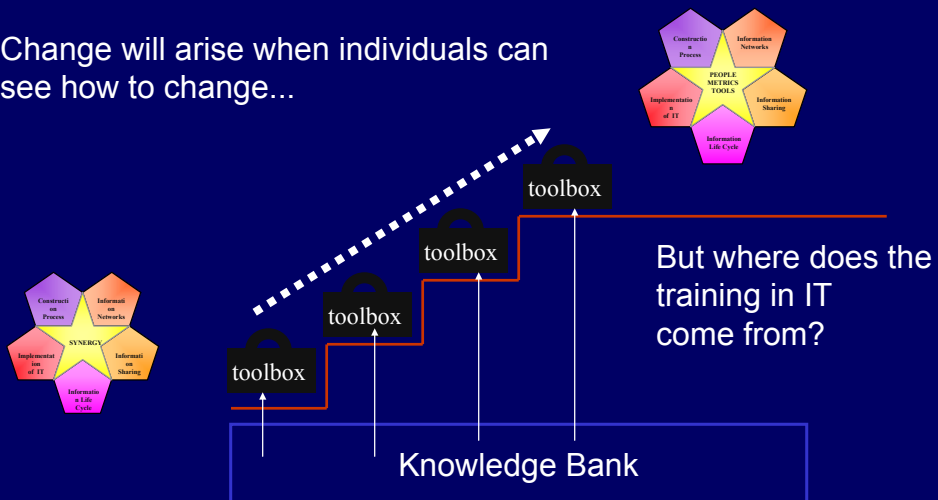 Change will arise when individuals can
see how to change...
Constructio
n
Process
Information
Networks
PEOPLE
METRICS
TOOLS
Implementatio
n
of IT
Information
Sharing
Information
Life Cycle
toolbox
toolbox
toolbox
toolbox
But where does the
training in IT
come from?
Constructi
on
Process
Informati
on
Networks
SYNERGY
Implementat
ion
of IT
Informati
on
Sharing
Informatio
n Life
Cycle
Knowledge Bank